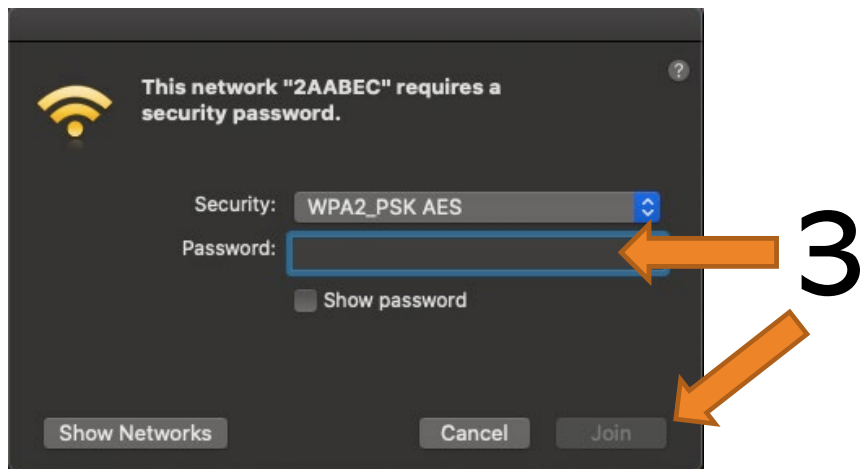 This network "2AABEC" requires a
security password.
?
Security: WPA2_PSK AES
Password:
Show password
3
Show Networks Cancel Join